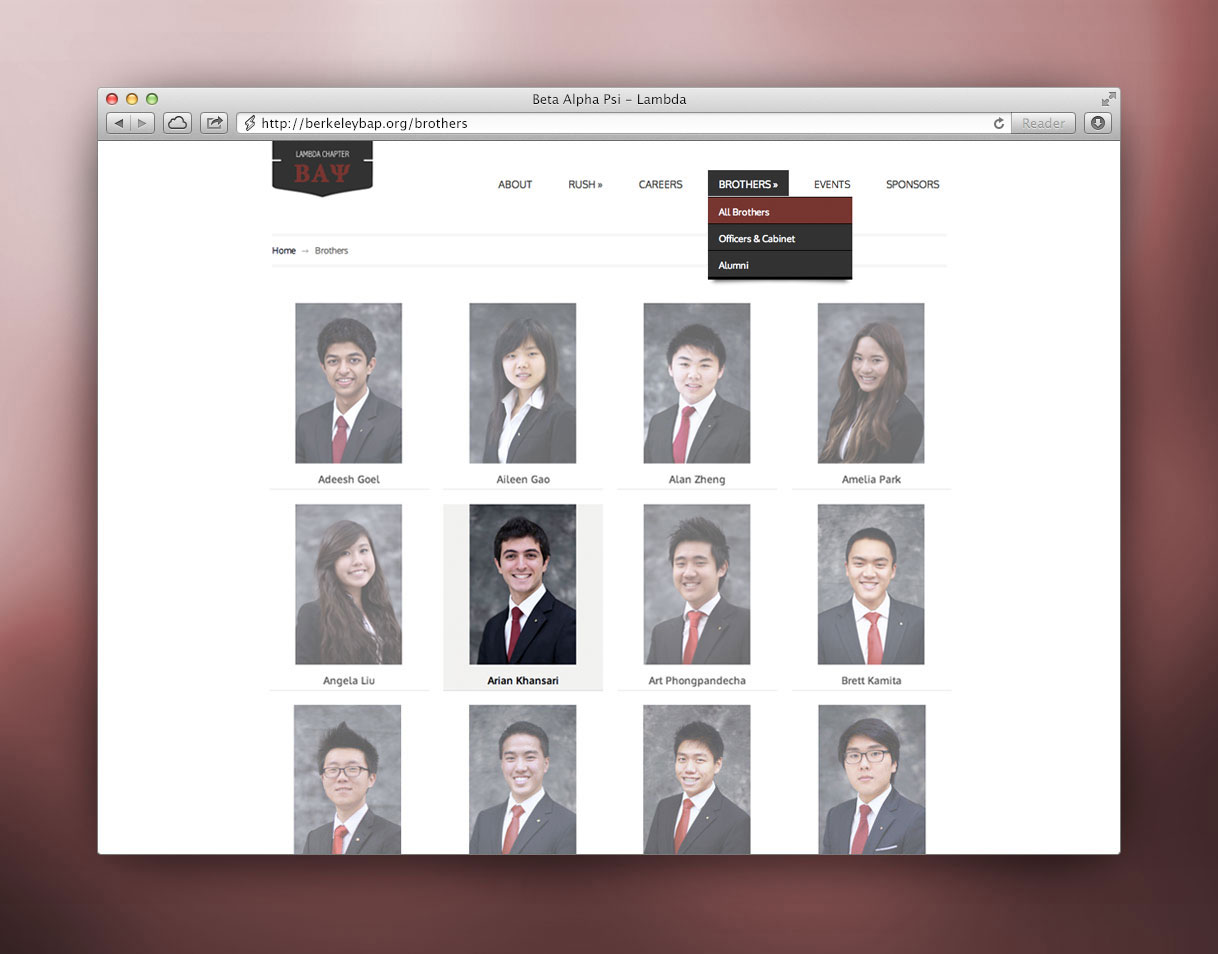 Beta Alpha Psi – Lambda
http://berkeleybap.org/brothers
Reader
LAMBDA CHAPTER
ΒΑΨ
ABOUT RUSH » CAREERS BROTHERS » EVENTS SPONSORS
All Brothers
Officers & Cabinet
Alumni
Home → Brothers
Adeesh Goel Aileen Gao Alan Zheng Amelia Park
Angela Liu Arian Khansari Art Phongpandecha Brett Kamita